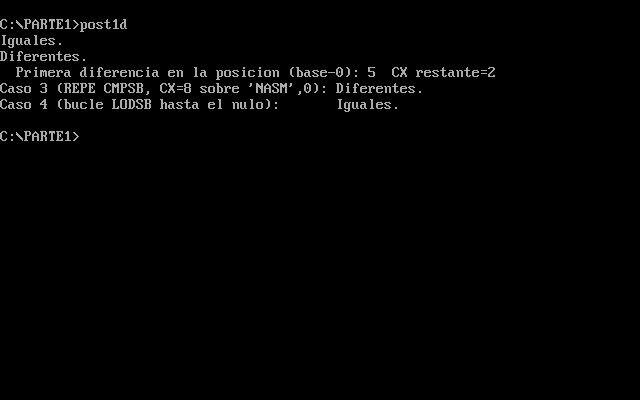 C:\PARTE1>post1d
Iguales.
Diferentes.
  Primera diferencia en la posicion (base-0): 5  CX restante=2
Caso 3 (REPE CMPSB, CX=8 sobre 'NASM',0): Diferentes.
Caso 4 (bucle LODSB hasta el nulo):       Iguales.
C:\PARTE1>